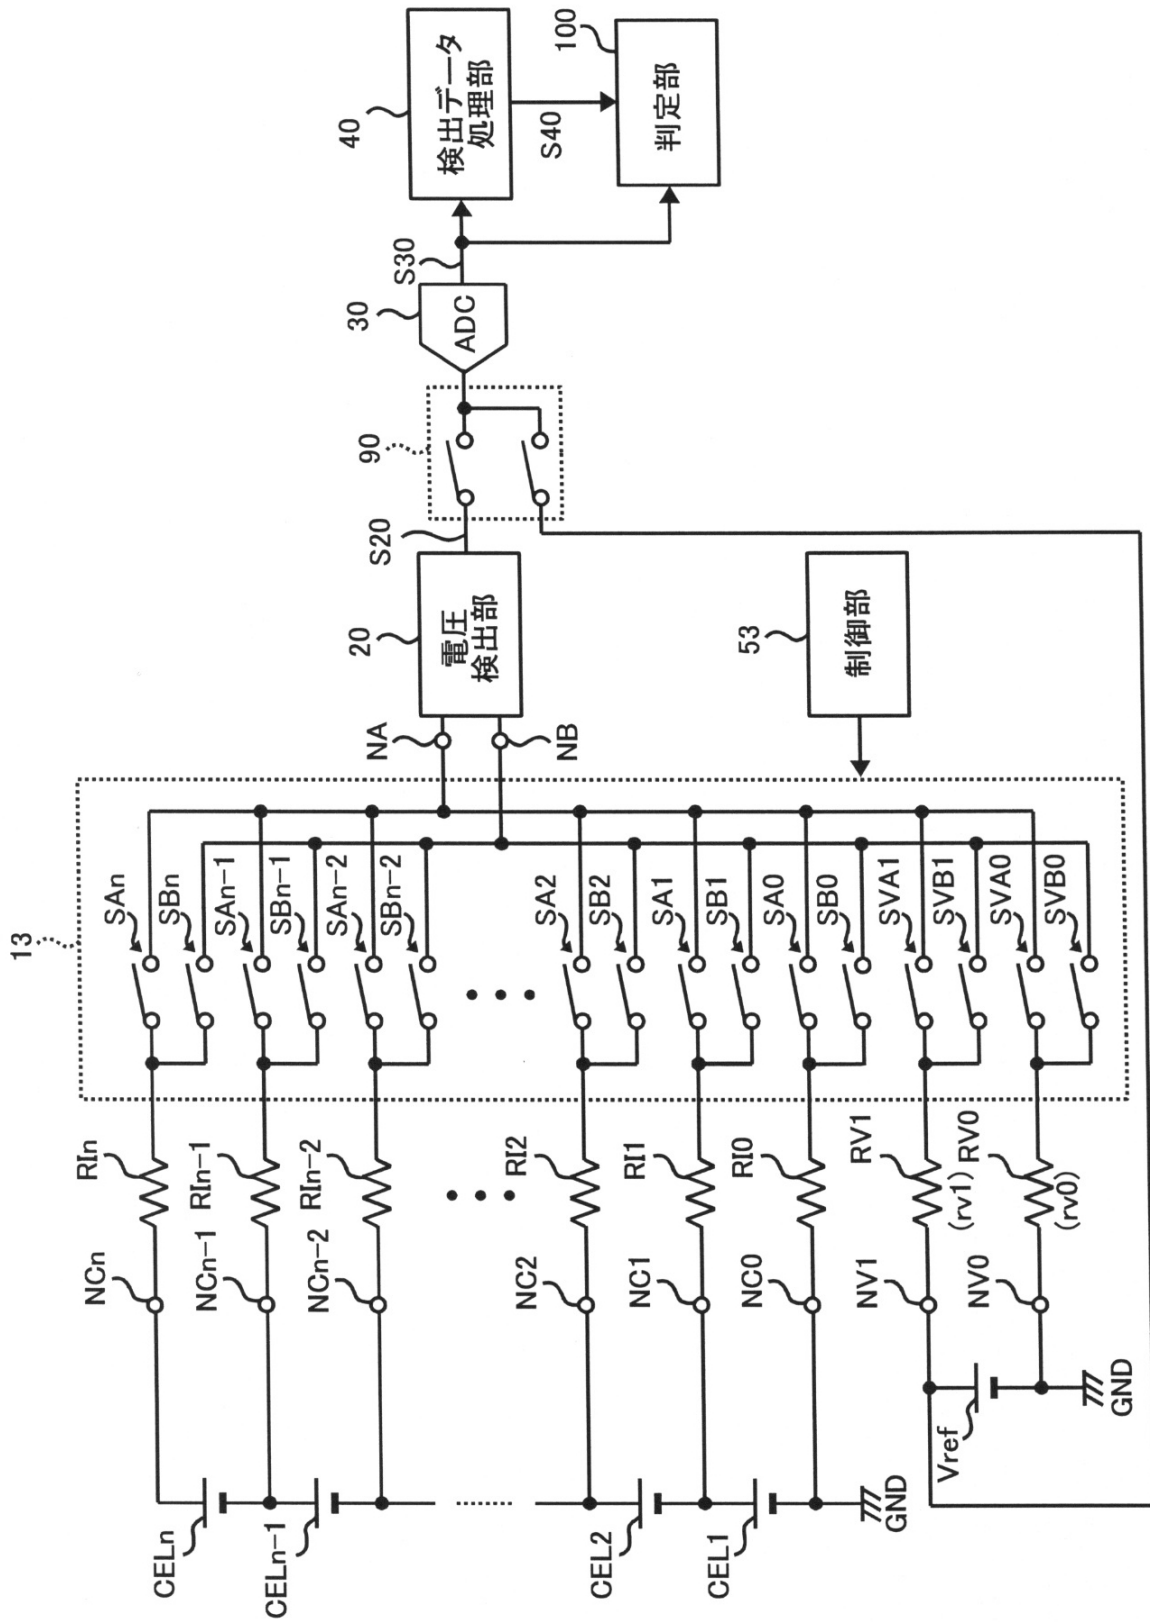 13
SAn
SBn
SAn-1
SBn-1
SAn-2
SBn-2
SA2
SB2
SA1
SB1
SA0
SB0
SVA1
SVB1
SVA0
SVB0
RIn
RIn-1
RIn-2
RI2
RI1
RI0
RV1
(rv1)
RV0
(rv0)
NCn
NCn-1
NCn-2
NC2
NC1
NC0
NV1
NV0
CELn
CELn-1
CEL2
CEL1
GND
Vref
GND
NA
NB
20
電圧
検出部
S20
53
制御部
90
30
ADC
S30
40
検出データ
処理部
S40
100
判定部